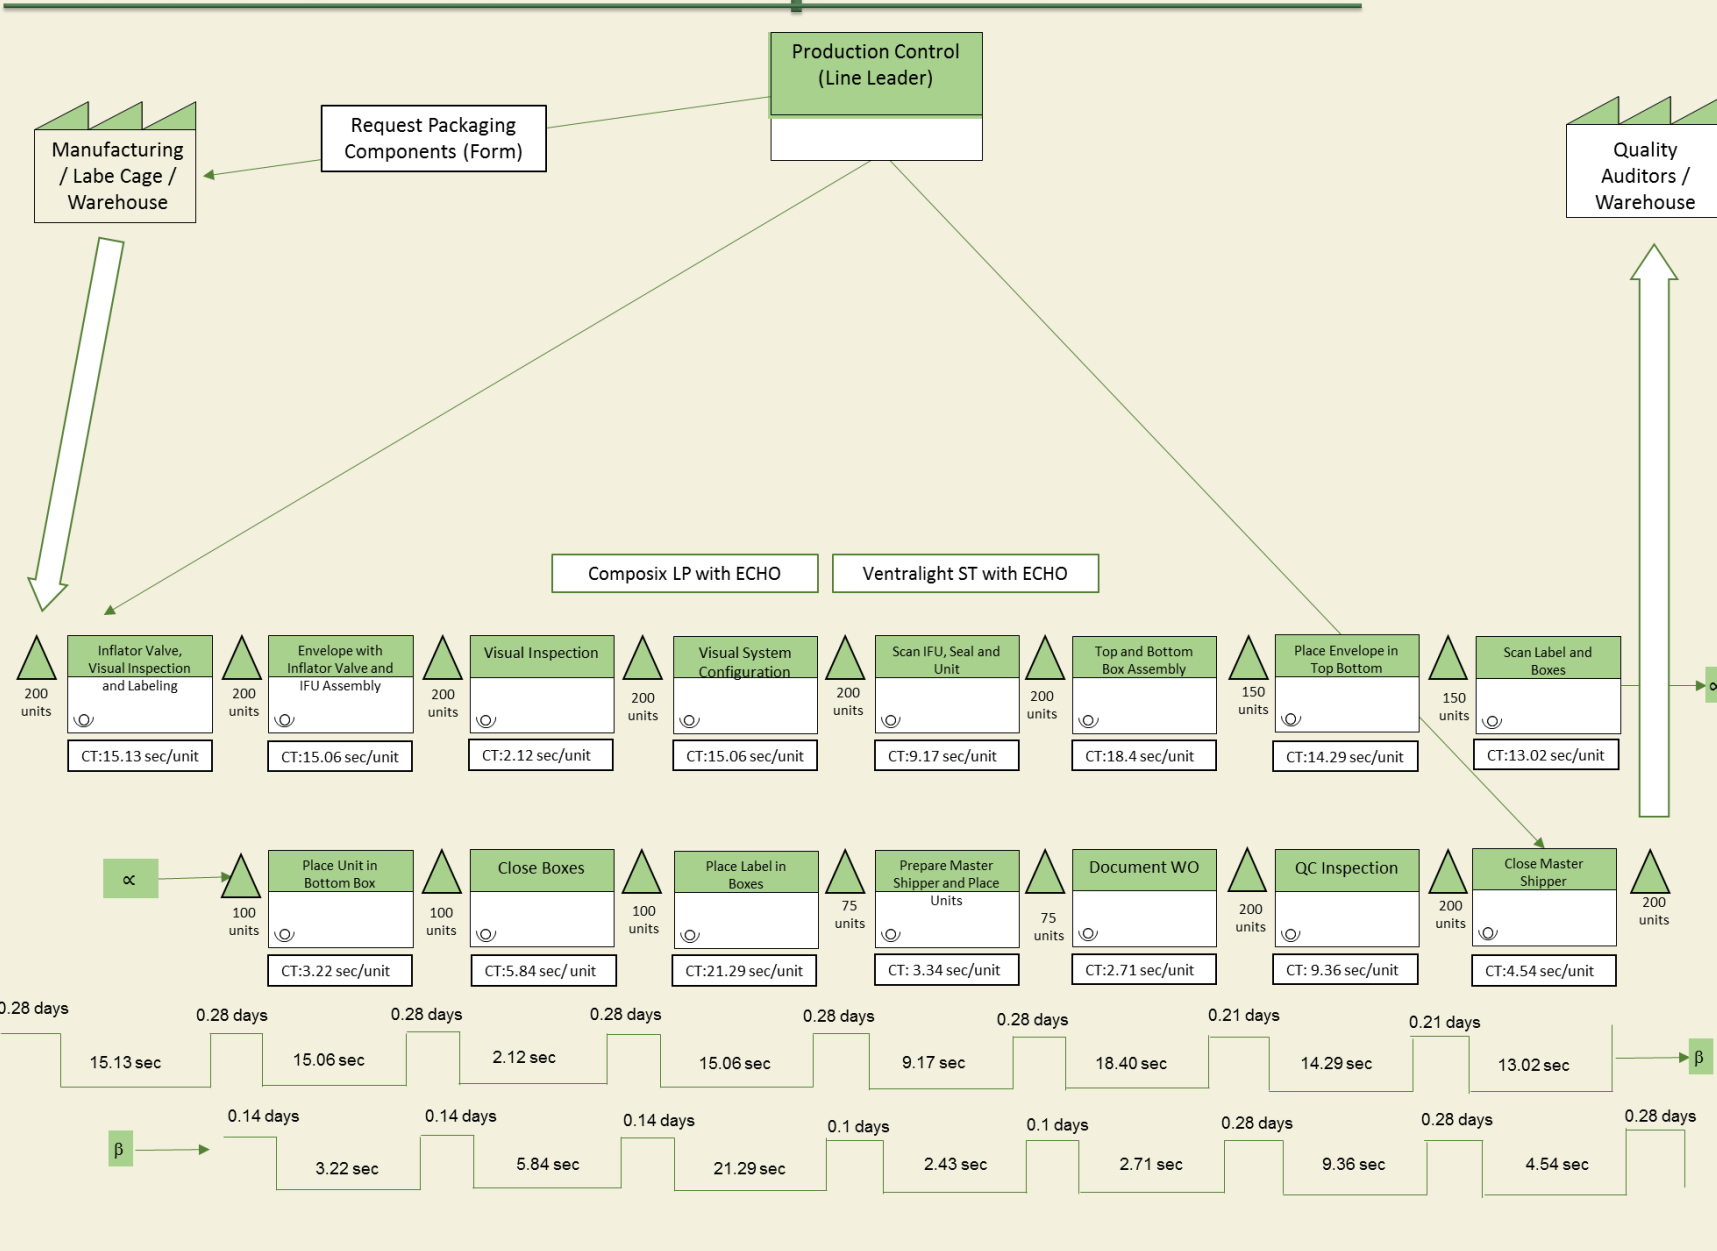 Production Control
(Line Leader)
Request Packaging
Components (Form)
Manufacturing
/ Labe Cage /
Warehouse
Quality
Auditors /
Warehouse
Composix LP with ECHO
Ventralight ST with ECHO
200
units
Inflator Valve,
Visual Inspection
and Labeling
CT:15.13 sec/unit
200
units
Envelope with
Inflator Valve and
IFU Assembly
CT:15.06 sec/unit
200
units
Visual Inspection
CT:2.12 sec/unit
200
units
Visual System
Configuration
CT:15.06 sec/unit
200
units
Scan IFU, Seal and
Unit
CT:9.17 sec/unit
200
units
Top and Bottom
Box Assembly
CT:18.4 sec/unit
150
units
Place Envelope in
Top Bottom
CT:14.29 sec/unit
150
units
Scan Label and
Boxes
CT:13.02 sec/unit
∝
∝
100
units
Place Unit in
Bottom Box
CT:3.22 sec/unit
100
units
Close Boxes
CT:5.84 sec/ unit
100
units
Place Label in
Boxes
CT:21.29 sec/unit
75
units
Prepare Master
Shipper and Place
Units
CT: 3.34 sec/unit
75
units
Document WO
CT:2.71 sec/unit
200
units
QC Inspection
CT: 9.36 sec/unit
200
units
Close Master
Shipper
CT:4.54 sec/unit
200
units
0.28 days
15.13 sec
0.28 days
15.06 sec
0.28 days
2.12 sec
0.28 days
15.06 sec
0.28 days
9.17 sec
0.28 days
18.40 sec
0.21 days
14.29 sec
0.21 days
13.02 sec
β
β
0.14 days
3.22 sec
0.14 days
5.84 sec
0.14 days
21.29 sec
0.1 days
2.43 sec
0.1 days
2.71 sec
0.28 days
9.36 sec
0.28 days
4.54 sec
0.28 days